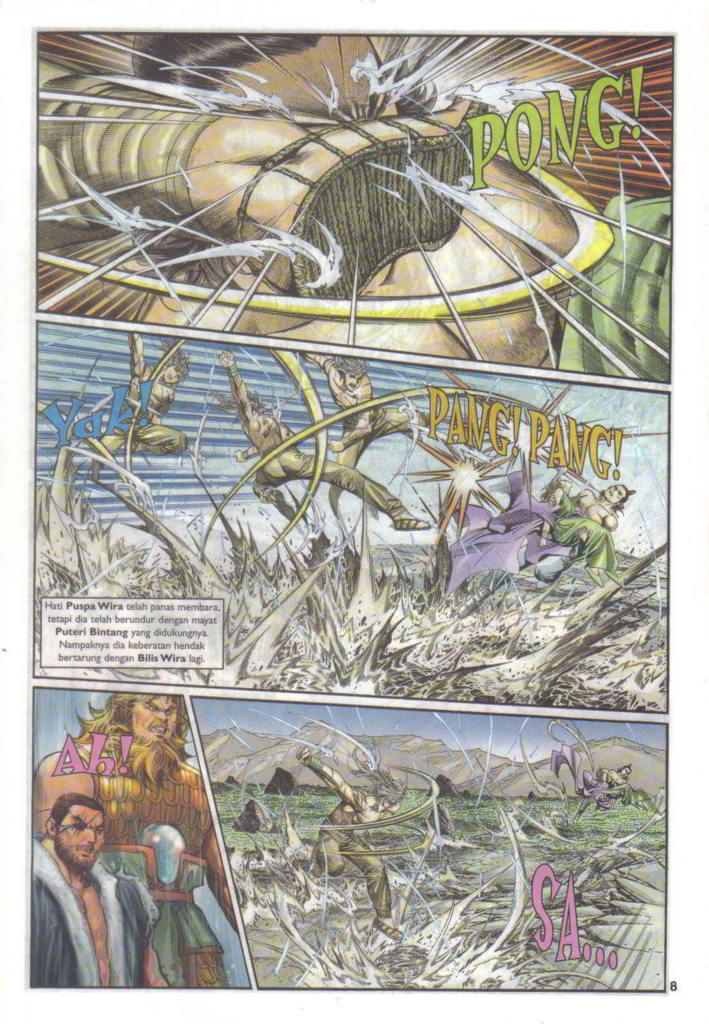 PONG!
Yak!
PANG! PANG!
Hati Puspa Wira telah panas membara,
tetapi dia telah berundur dengan mayat
Puteri Bintang yang didukungnya.
Nampaknya dia keberatan hendak
bertarung dengan Bilis Wira lagi.
Ah!
SA...
8